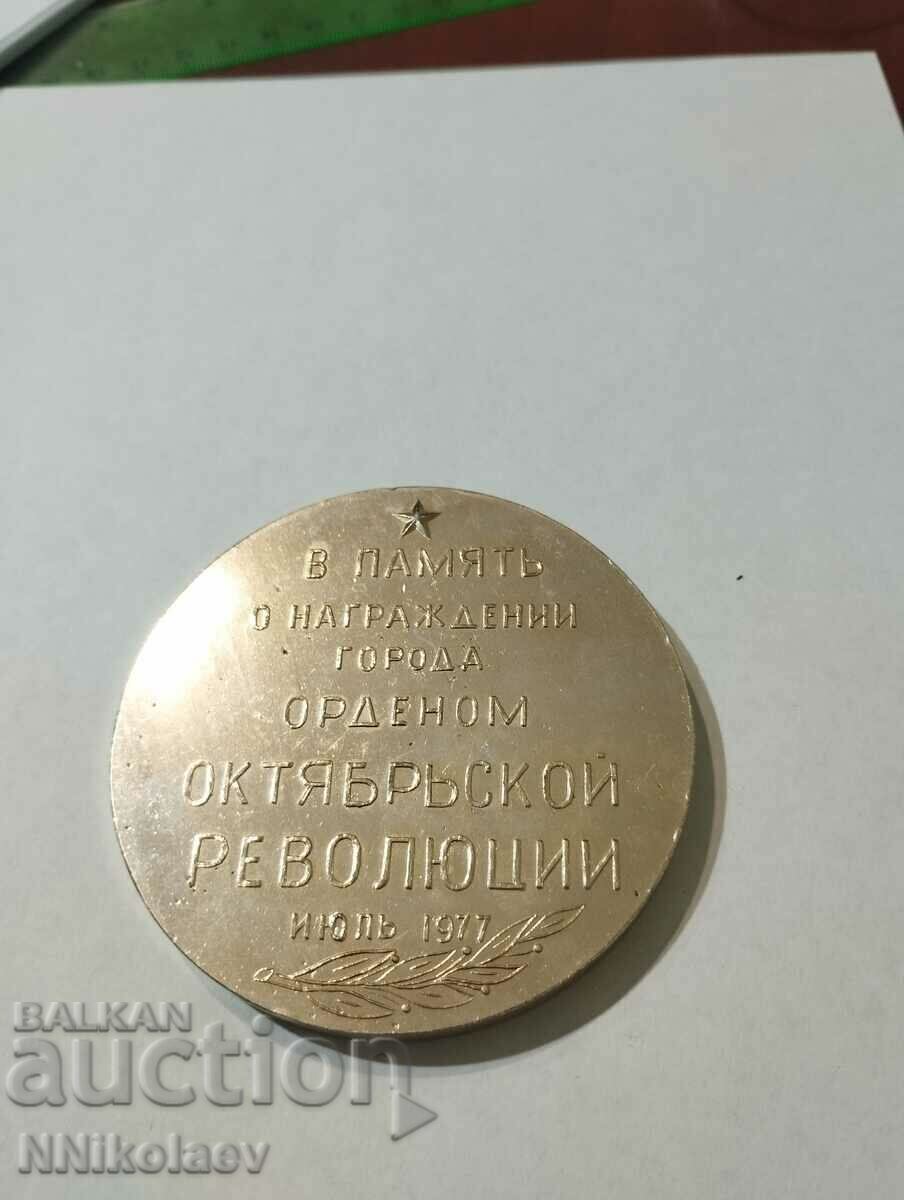 В ПАМЯТЬ
О НАГРАЖДЕНИИ
ГОРОДА
ОРДЕНОМ
ОКТЯБРЬСКОЙ
РЕВОЛЮЦИИ
ИЮЛЬ 1977
BALKAN
auction
NNikolaev